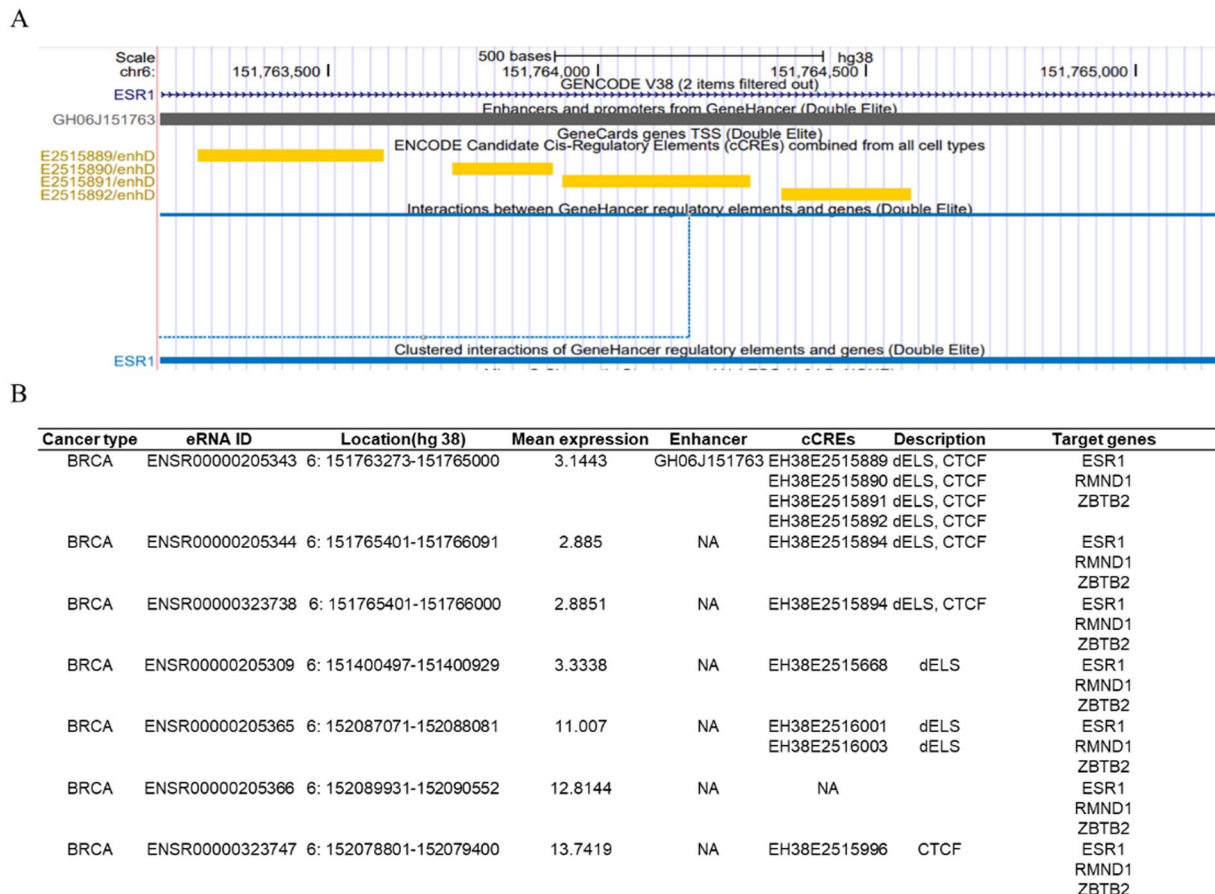 A
Scale 500 bases hg38
chr6: 151,763,500 151,764,000 151,764,500 151,765,000
GENCODE V38 (2 items filtered out)
ESR1
Enhancers and promoters from GeneHancer (Double Elite)
GH06J151763
GeneCards genes TSS (Double Elite)
ENCODE Candidate Cis-Regulatory Elements (cCREs) combined from all cell types
E2515889/enhD
E2515890/enhD
E2515891/enhD
E2515892/enhD
Interactions between GeneHancer regulatory elements and genes (Double Elite)
Clustered interactions of GeneHancer regulatory elements and genes (Double Elite)
ESR1
B
Cancer type eRNA ID Location(hg 38) Mean expression Enhancer cCREs Description Target genes
BRCA ENSR00000205343 6: 151763273-151765000 3.1443 GH06J151763 EH38E2515889 dELS, CTCF ESR1
EH38E2515890 dELS, CTCF RMND1
EH38E2515891 dELS, CTCF ZBTB2
EH38E2515892 dELS, CTCF
BRCA ENSR00000205344 6: 151765401-151766091 2.885 NA EH38E2515894 dELS, CTCF ESR1
RMND1
ZBTB2
BRCA ENSR00000323738 6: 151765401-151766000 2.8851 NA EH38E2515894 dELS, CTCF ESR1
RMND1
ZBTB2
BRCA ENSR00000205309 6: 151400497-151400929 3.3338 NA EH38E2515668 dELS ESR1
RMND1
ZBTB2
BRCA ENSR00000205365 6: 152087071-152088081 11.007 NA EH38E2516001 dELS ESR1
EH38E2516003 dELS RMND1
ZBTB2
BRCA ENSR00000205366 6: 152089931-152090552 12.8144 NA NA ESR1
RMND1
ZBTB2
BRCA ENSR00000323747 6: 152078801-152079400 13.7419 NA EH38E2515996 CTCF ESR1
RMND1
ZBTB2